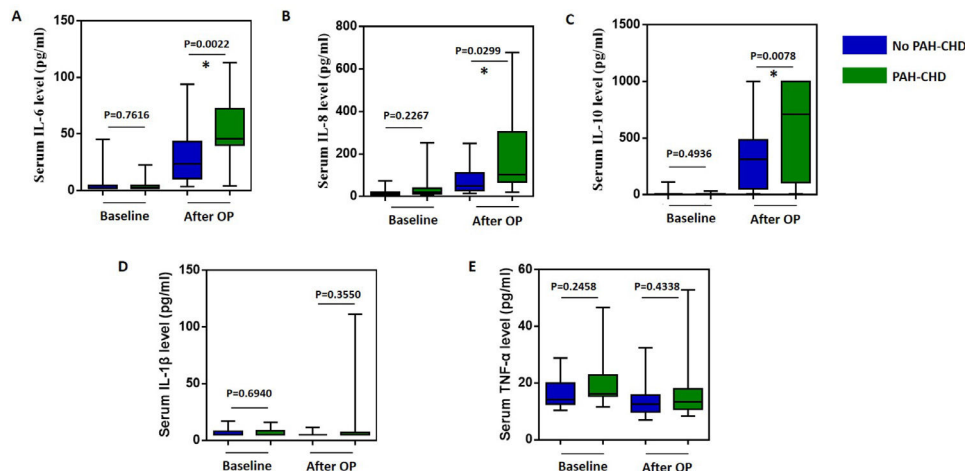 A
Serum IL-6 level (pg/ml)
150
100
50
0
P=0.7616
P=0.0022
*
Baseline
After OP
B
Serum IL-8 level (pg/ml)
800
600
400
200
0
P=0.2267
P=0.0299
*
Baseline
After OP
C
Serum IL-10 level (pg/ml)
1500
1000
500
0
P=0.4936
P=0.0078
*
Baseline
After OP
No PAH-CHD
PAH-CHD
D
Serum IL-1β level (pg/ml)
150
100
50
0
P=0.6940
P=0.3550
Baseline
After OP
E
Serum TNF-α level (pg/ml)
60
40
20
0
P=0.2458
P=0.4338
Baseline
After OP